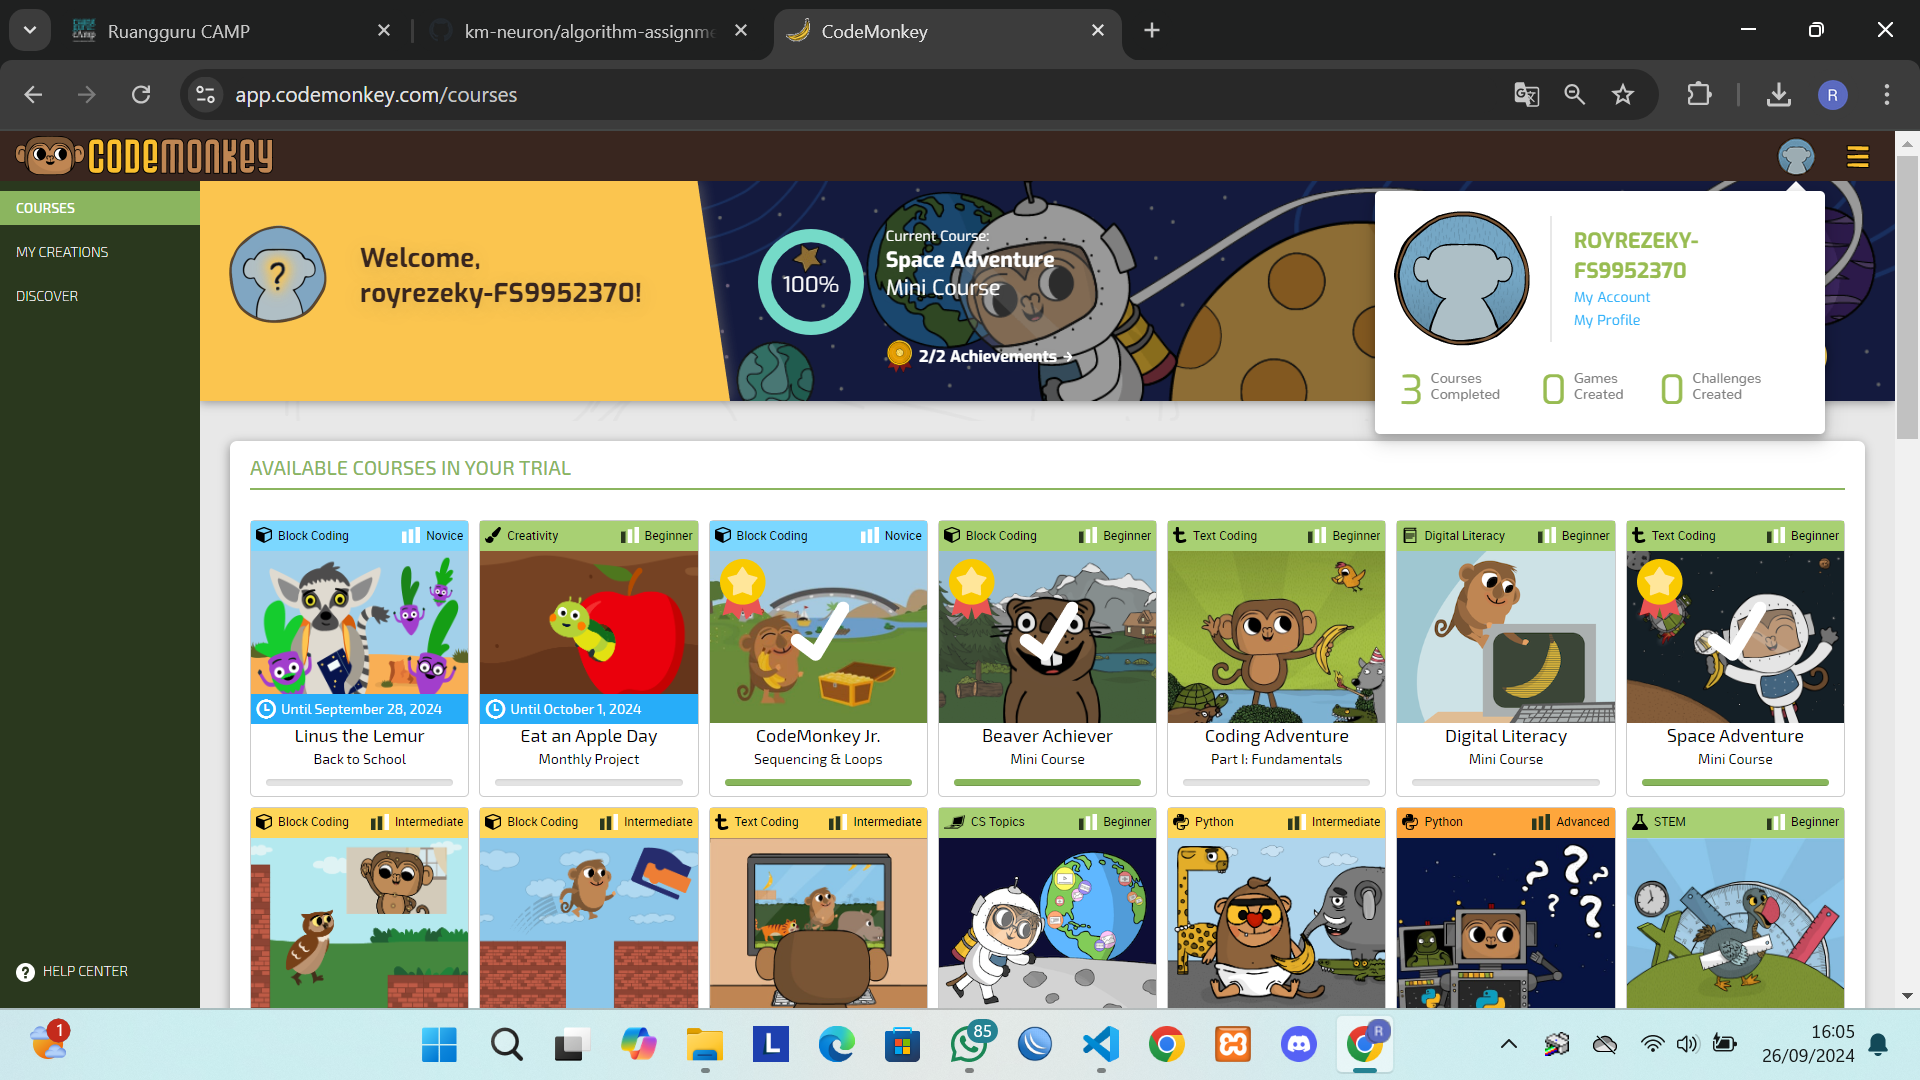 Ruangguru CAMP
km-neuron/algorithm-assignme
CodeMonkey
app.codemonkey.com/courses
R
CODEMONKEY
COURSES
MY CREATIONS
DISCOVER
HELP CENTER
?
Welcome,
royrezeky-FS9952370!
100%
Current Course:
Space Adventure
Mini Course
2/2 Achievements →
ROYREZEKY-
FS9952370
My Account
My Profile
3 Courses Completed
0 Games Created
0 Challenges Created
AVAILABLE COURSES IN YOUR TRIAL
Block Coding Novice
Until September 28, 2024
Linus the Lemur
Back to School
Creativity Beginner
Until October 1, 2024
Eat an Apple Day
Monthly Project
Block Coding Novice
CodeMonkey Jr.
Sequencing & Loops
Block Coding Beginner
Beaver Achiever
Mini Course
Text Coding Beginner
Coding Adventure
Part I: Fundamentals
Digital Literacy Beginner
Digital Literacy
Mini Course
Text Coding Beginner
Space Adventure
Mini Course
Block Coding Intermediate
Block Coding Intermediate
Text Coding Intermediate
CS Topics Beginner
Python Intermediate
Python Advanced
STEM Beginner
1
L
85
R
16:05
26/09/2024